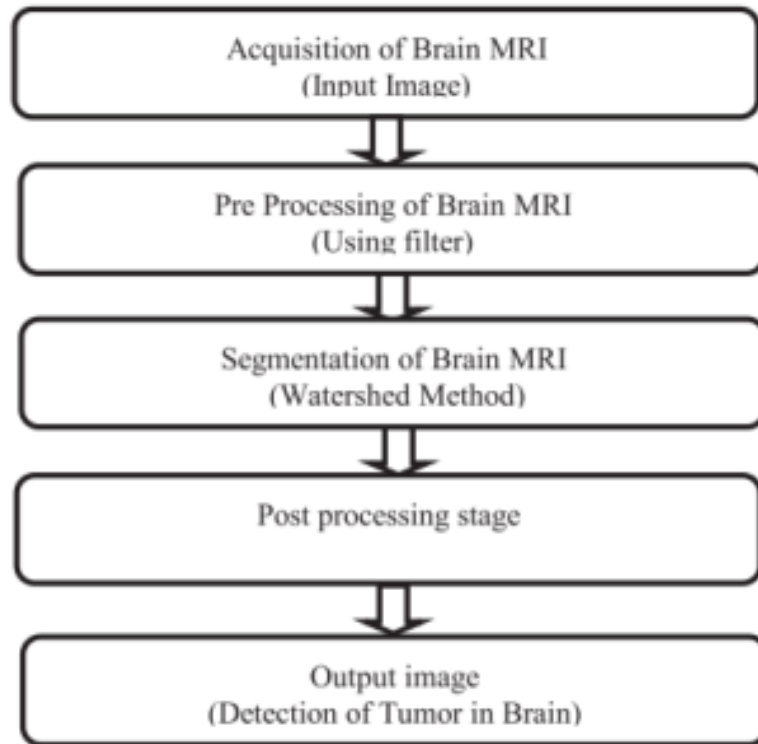 Acquisition of Brain MRI
(Input Image)
Pre Processing of Brain MRI
(Using filter)
Segmentation of Brain MRI
(Watershed Method)
Post processing stage
Output image
(Detection of Tumor in Brain)